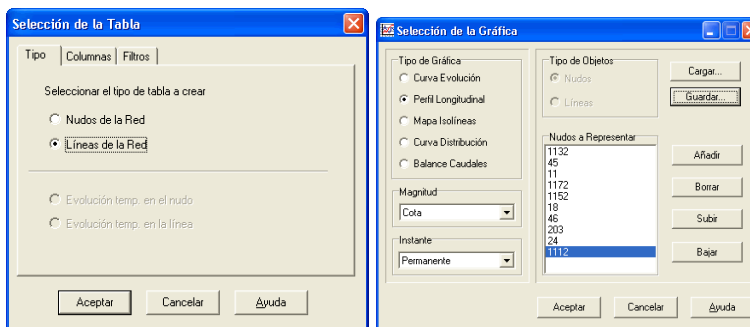 Selección de la Tabla
Tipo
Columnas
Filtros
Seleccionar el tipo de tabla a crear
Nudos de la Red
Líneas de la Red
Evolución temp. en el nudo
Evolución temp. en la línea
Aceptar
Cancelar
Ayuda
Selección de la Gráfica
Tipo de Gráfica
Curva Evolución
Perfil Longitudinal
Mapa Isolíneas
Curva Distribución
Balance Caudales
Magnitud
Cota
Instante
Permanente
Tipo de Objetos
Nudos
Líneas
Nudos a Representar
1132
45
11
1172
1152
18
46
203
24
1112
Cargar...
Guardar...
Añadir
Borrar
Subir
Bajar
Aceptar
Cancelar
Ayuda